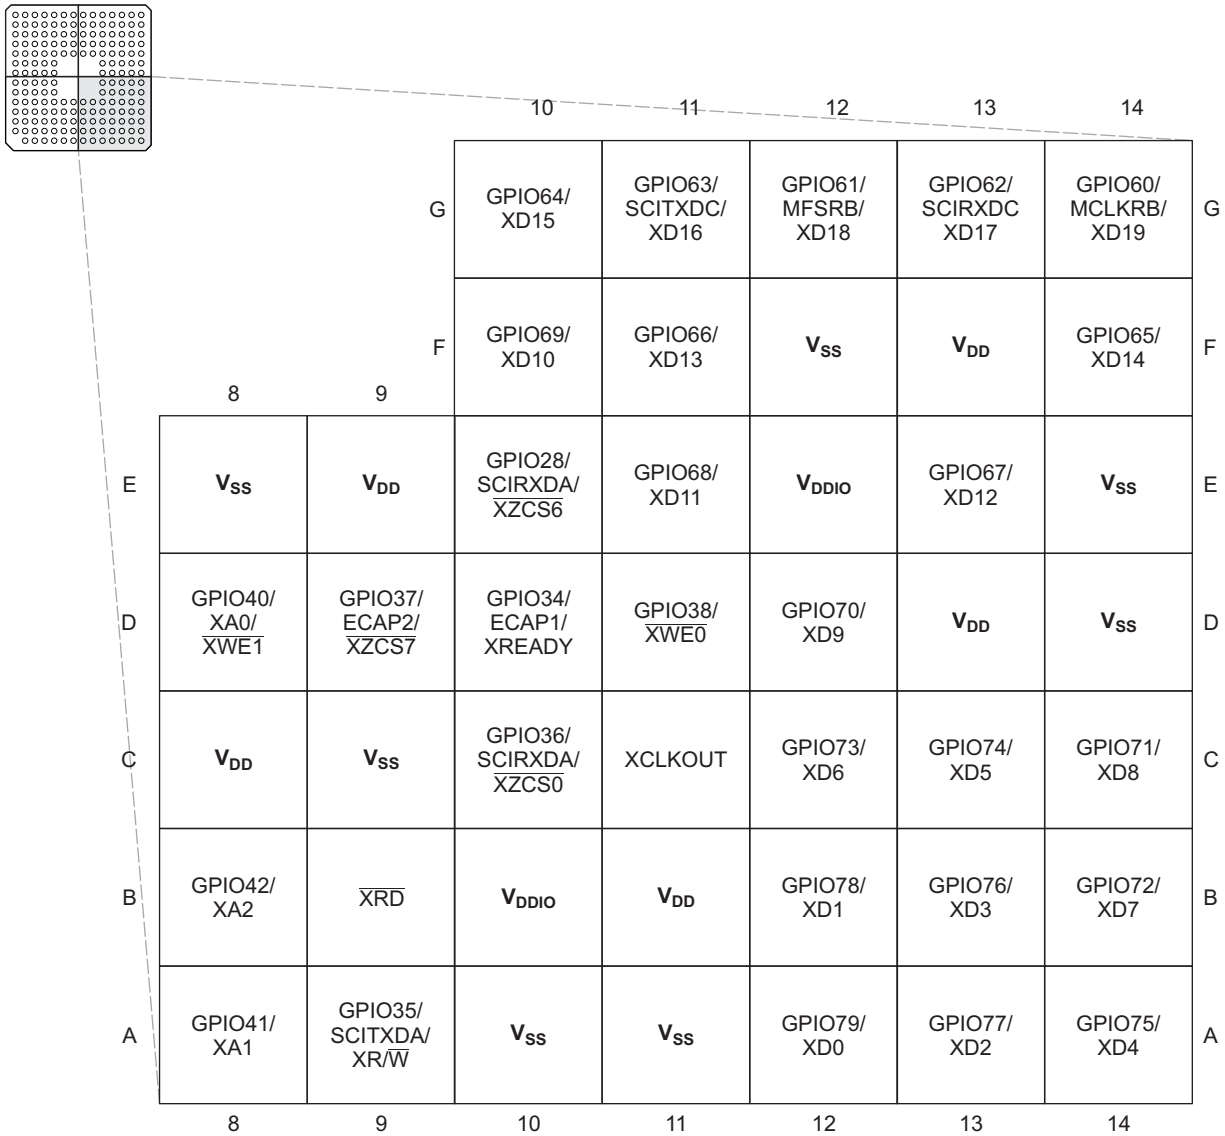 10 11 12 13 14
G GPIO64/ GPIO63/ GPIO61/ GPIO62/ GPIO60/ G
XD15 SCITXDC/ MFSRB/ SCIRXDC MCLKRB/
XD16 XD18 XD17 XD19
F GPIO69/ GPIO66/ VSS VDD GPIO65/ F
XD10 XD13 XD14
8 9
E VSS VDD GPIO28/ GPIO68/ VDDIO GPIO67/ VSS E
SCIRXDA/ XD11 XD12
XZCS6
D GPIO40/ GPIO37/ GPIO34/ GPIO38/ GPIO70/ VDD VSS D
XA0/ ECAP2/ ECAP1/ XWE0 XD9
XWE1 XZCS7 XREADY
C VDD VSS GPIO36/ XCLKOUT GPIO73/ GPIO74/ GPIO71/ C
SCIRXDA/ XD6 XD5 XD8
XZCS0
B GPIO42/ XRD VDDIO VDD GPIO78/ GPIO76/ GPIO72/ B
XA2 XD1 XD3 XD7
A GPIO41/ GPIO35/ VSS VSS GPIO79/ GPIO77/ GPIO75/ A
XA1 SCITXDA/ XD0 XD2 XD4
XR/W
8 9 10 11 12 13 14